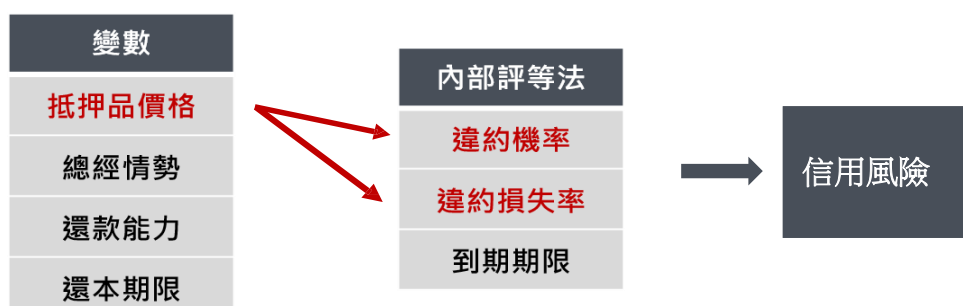 變數
抵押品價格
總經情勢
還款能力
還本期限
內部評等法
違約機率
違約損失率
到期期限
信用風險